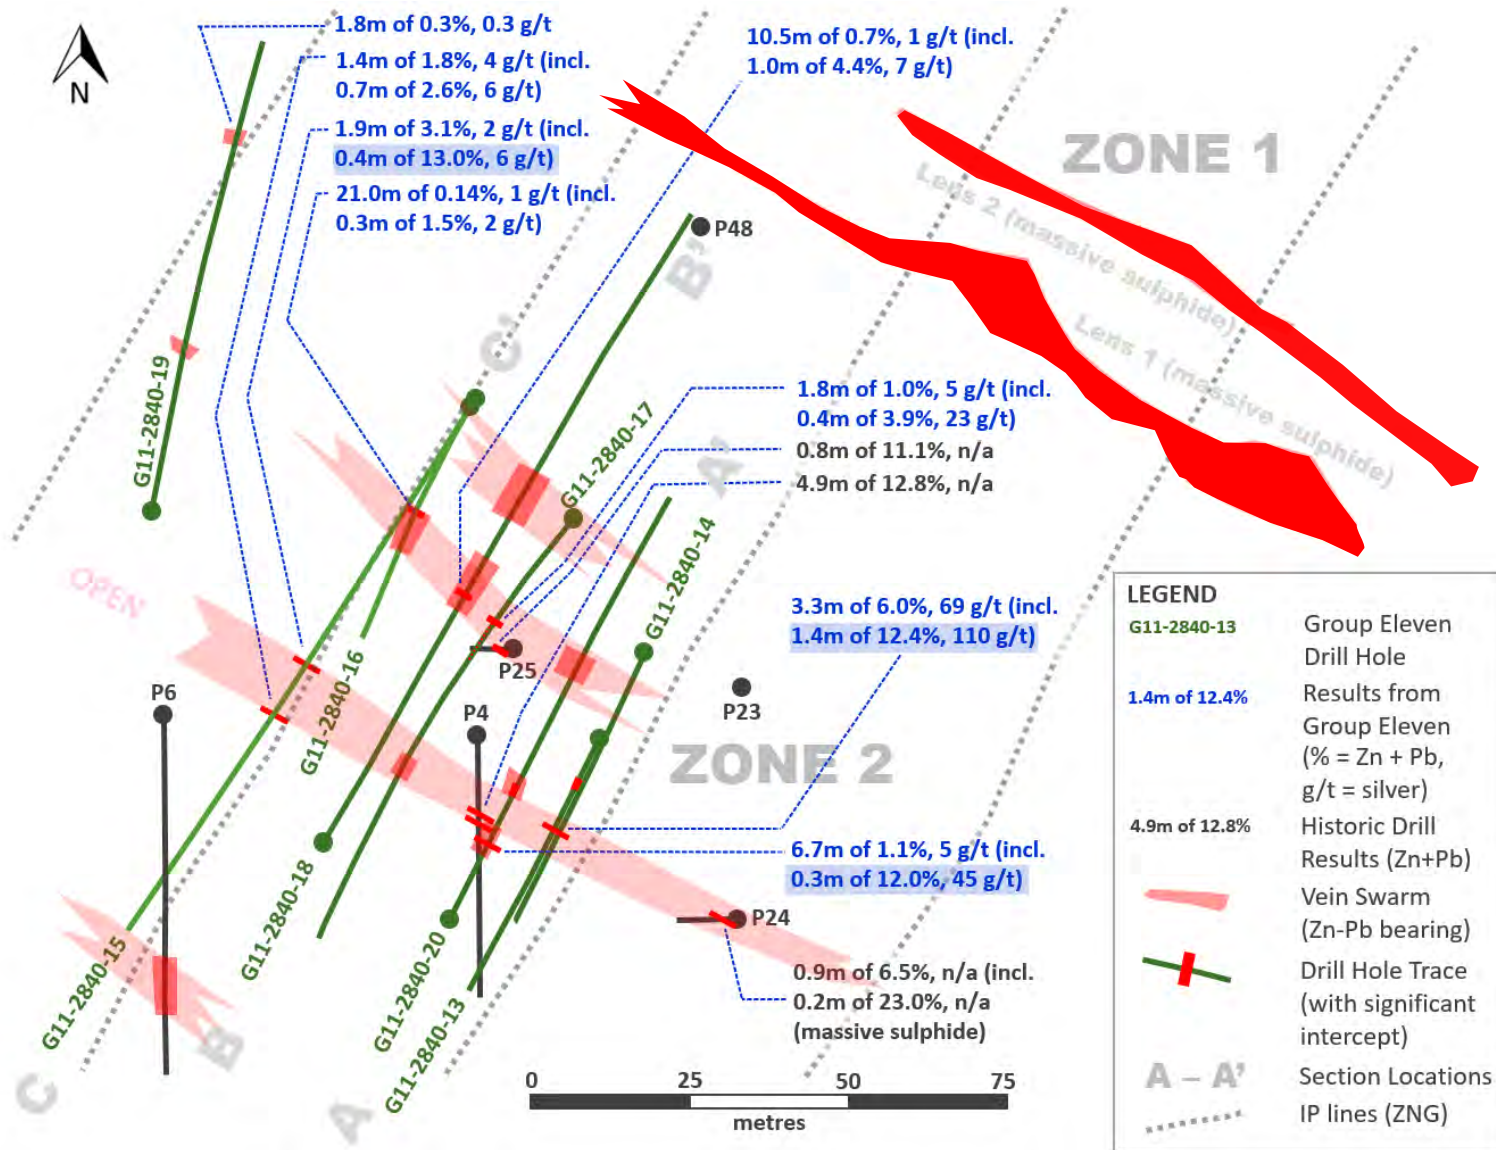 1.8m of 0.3%, 0.3 g/t
1.4m of 1.8%, 4 g/t (incl.
0.7m of 2.6%, 6 g/t)
1.9m of 3.1%, 2 g/t (incl.
0.4m of 13.0%, 6 g/t)
21.0m of 0.14%, 1 g/t (incl.
0.3m of 1.5%, 2 g/t)
10.5m of 0.7%, 1 g/t (incl.
1.0m of 4.4%, 7 g/t)
N
ZONE 1
Lens 2 (massive sulphide)
Lens 1 (massive sulphide)
P48
B'
C'
A'
G11-2840-19
G11-2840-17
G11-2840-14
1.8m of 1.0%, 5 g/t (incl.
0.4m of 3.9%, 23 g/t)
0.8m of 11.1%, n/a
4.9m of 12.8%, n/a
OPEN
3.3m of 6.0%, 69 g/t (incl.
1.4m of 12.4%, 110 g/t)
P25
P6
P4
P23
G11-2840-16
ZONE 2
6.7m of 1.1%, 5 g/t (incl.
0.3m of 12.0%, 45 g/t)
P24
G11-2840-18
G11-2840-15
G11-2840-20
G11-2840-13
0.9m of 6.5%, n/a (incl.
0.2m of 23.0%, n/a
(massive sulphide)
C
B
A
0 25 50 75
metres
LEGEND
G11-2840-13 Group Eleven
Drill Hole
1.4m of 12.4% Results from
Group Eleven
(% = Zn + Pb,
g/t = silver)
4.9m of 12.8% Historic Drill
Results (Zn+Pb)
Vein Swarm
(Zn-Pb bearing)
Drill Hole Trace
(with significant
intercept)
A – A' Section Locations
IP lines (ZNG)